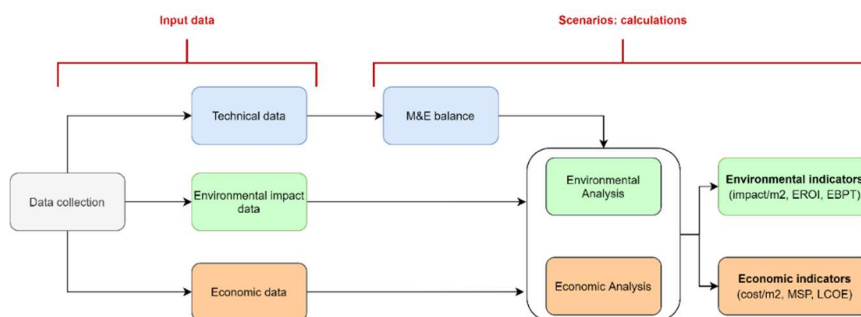 Input data
Scenarios: calculations
Technical data
M&E balance
Data collection
Environmental impact
data
Environmental
Analysis
Environmental indicators
(impact/m2, EROI, EBPT)
Economic data
Economic Analysis
Economic indicators
(cost/m2, MSP, LCOE)